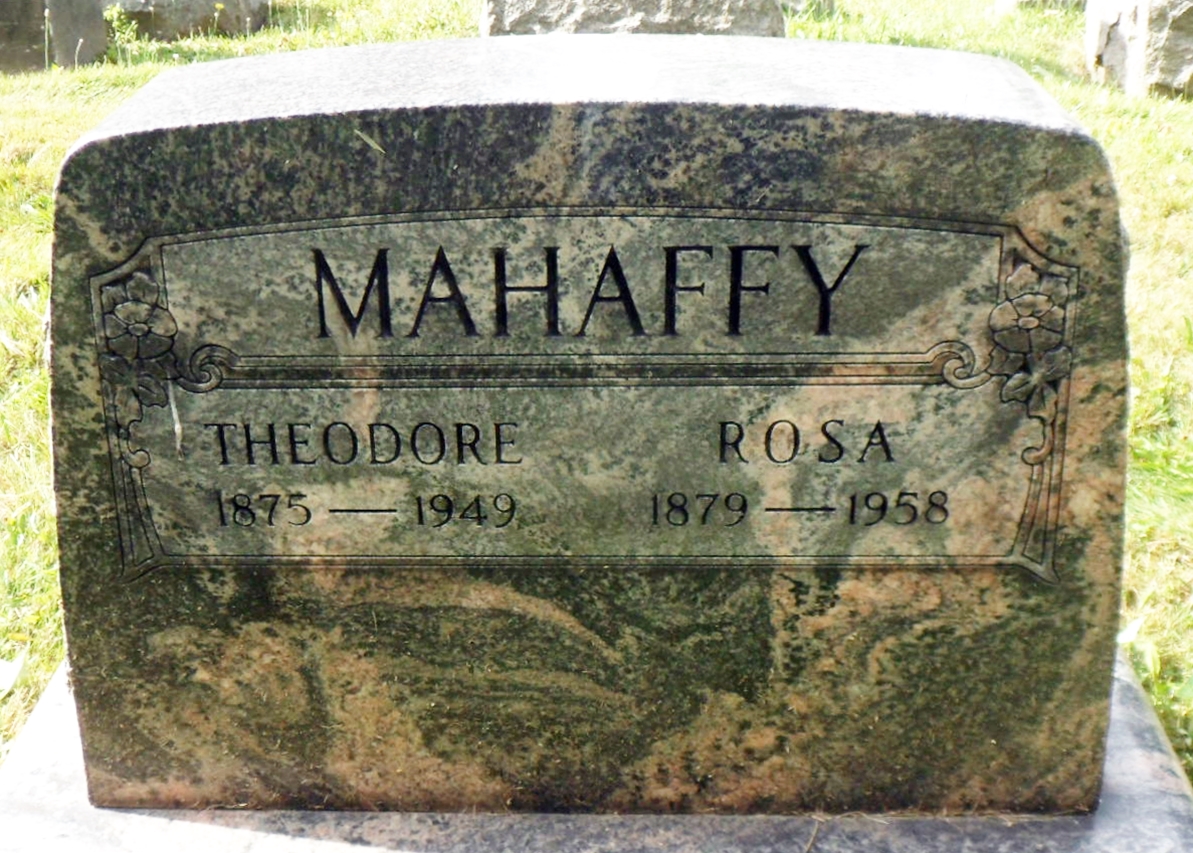 MAHAFFY
THEODORE ROSA
1875 — 1949 1879 — 1958